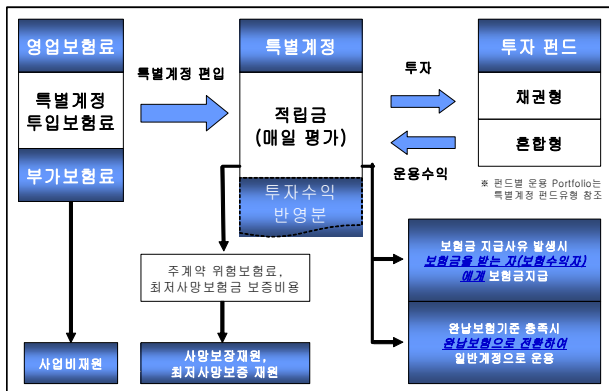 영업보험료
특별계정
투입보험료
부가보험료
사업비재원
특별계정 편입
특별계정
적립금
(매일 평가)
투자수익
반영분
주계약 위험보험료,
최저사망보험금 보증비용
사망보장재원,
최저사망보증 재원
투자
운용수익
투자 펀드
채권형
혼합형
※ 펀드별 운용 Portfolio는
특별계정 펀드유형 참조
보험금 지급사유 발생시
보험금을 받는 자(보험수익자)
에게 보험금지급
완납보험기준 충족시
완납보험으로 전환하여
일반계정으로 운용